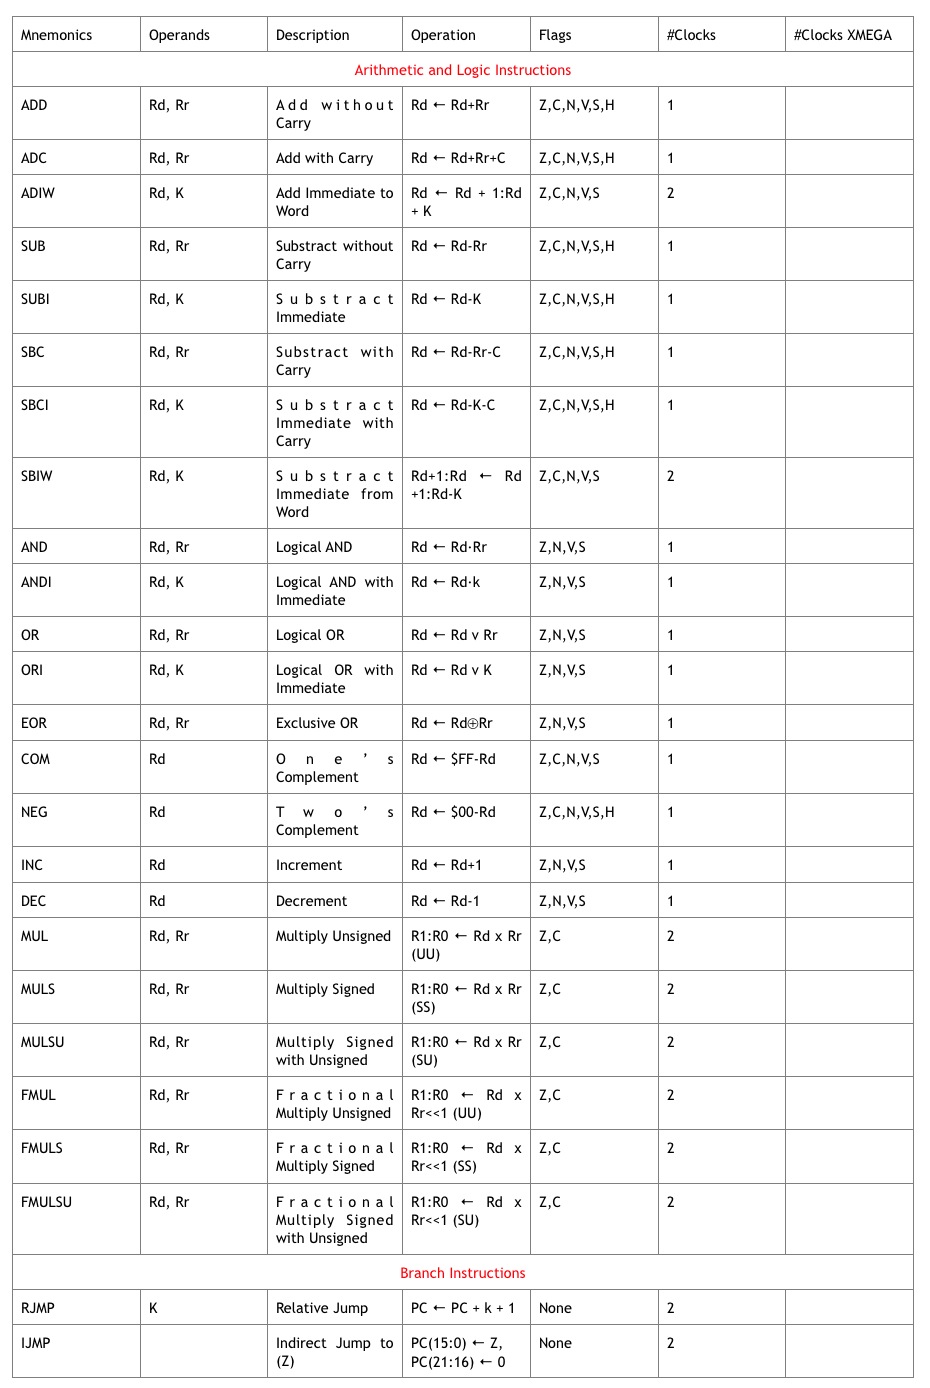 Mnemonics Operands Description Operation Flags #Clocks #Clocks XMEGA
Arithmetic and Logic Instructions
ADD Rd, Rr Add without Rd ← Rd+Rr Z,C,N,V,S,H 1
Carry
ADC Rd, Rr Add with Carry Rd ← Rd+Rr+C Z,C,N,V,S,H 1
ADIW Rd, K Add Immediate to Rd ← Rd + 1:Rd Z,C,N,V,S 2
Word + K
SUB Rd, Rr Substract without Rd ← Rd-Rr Z,C,N,V,S,H 1
Carry
SUBI Rd, K Substract Rd ← Rd-K Z,C,N,V,S,H 1
Immediate
SBC Rd, Rr Substract with Rd ← Rd-Rr-C Z,C,N,V,S,H 1
Carry
SBCI Rd, K Substract Rd ← Rd-K-C Z,C,N,V,S,H 1
Immediate with
Carry
SBIW Rd, K Substract Rd+1:Rd ← Rd Z,C,N,V,S 2
Immediate from +1:Rd-K
Word
AND Rd, Rr Logical AND Rd ← Rd·Rr Z,N,V,S 1
ANDI Rd, K Logical AND with Rd ← Rd·k Z,N,V,S 1
Immediate
OR Rd, Rr Logical OR Rd ← Rd v Rr Z,N,V,S 1
ORI Rd, K Logical OR with Rd ← Rd v K Z,N,V,S 1
Immediate
EOR Rd, Rr Exclusive OR Rd ← Rd⊕Rr Z,N,V,S 1
COM Rd One’s Rd ← $FF-Rd Z,C,N,V,S 1
Complement
NEG Rd Two’s Rd ← $00-Rd Z,C,N,V,S,H 1
Complement
INC Rd Increment Rd ← Rd+1 Z,N,V,S 1
DEC Rd Decrement Rd ← Rd-1 Z,N,V,S 1
MUL Rd, Rr Multiply Unsigned R1:R0 ← Rd x Rr Z,C 2
(UU)
MULS Rd, Rr Multiply Signed R1:R0 ← Rd x Rr Z,C 2
(SS)
MULSU Rd, Rr Multiply Signed R1:R0 ← Rd x Rr Z,C 2
with Unsigned (SU)
FMUL Rd, Rr Fractional R1:R0 ← Rd x Z,C 2
Multiply Unsigned Rr<<1 (UU)
FMULS Rd, Rr Fractional R1:R0 ← Rd x Z,C 2
Multiply Signed Rr<<1 (SS)
FMULSU Rd, Rr Fractional R1:R0 ← Rd x Z,C 2
Multiply Signed Rr<<1 (SU)
with Unsigned
Branch Instructions
RJMP K Relative Jump PC ← PC + k + 1 None 2
IJMP Indirect Jump to PC(15:0) ← Z, None 2
(Z) PC(21:16) ← 0